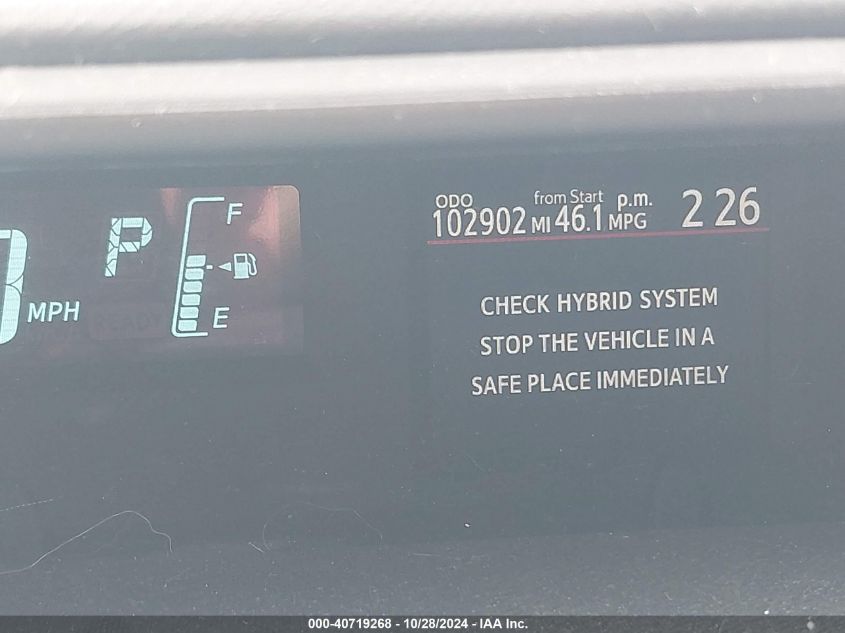 ODO from Start p.m. 2 26
102902 MI 46.1 MPG
P F
E
MPH
CHECK HYBRID SYSTEM
STOP THE VEHICLE IN A
SAFE PLACE IMMEDIATELY
READY
000-40719268 - 10/28/2024 - IAA Inc.